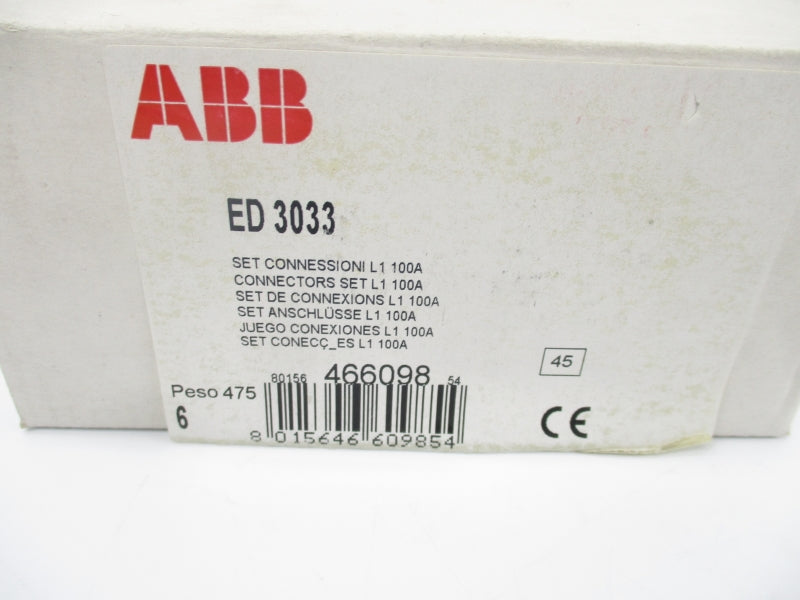 ABB
ED 3033
SET CONNESSIONI L1 100A
CONNECTORS SET L1 100A
SET DE CONNEXIONS L1 100A
SET ANSCHLÜSSE L1 100A
JUEGO CONEXIONES L1 100A
SET CONECÇ_ES L1 100A
45
80156 466098 54
Peso 475
6
8 015646 609854
CE